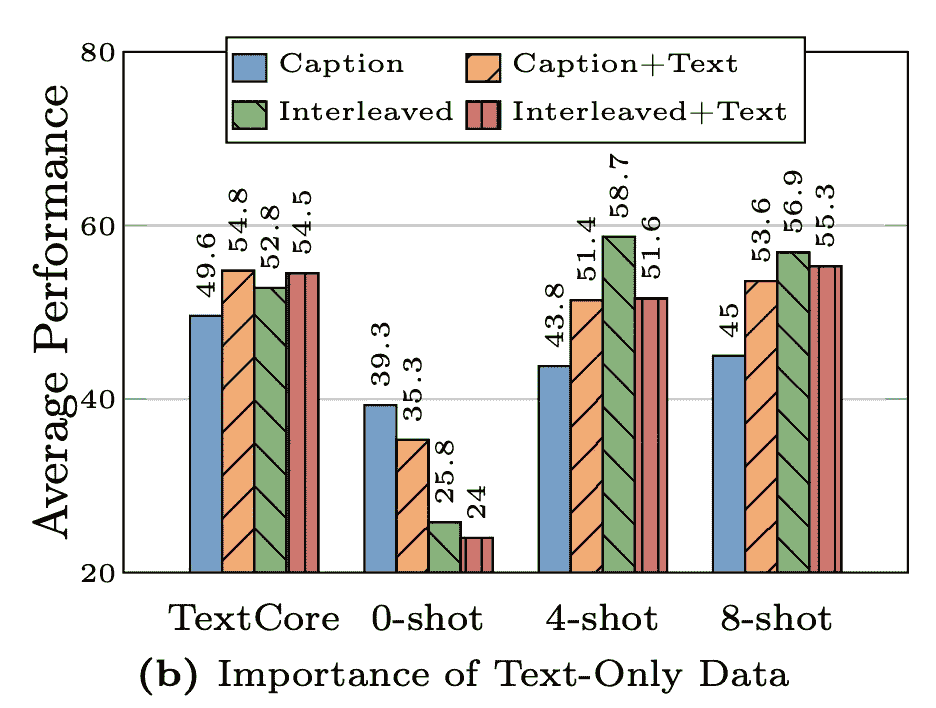 80
60
40
20
Average Performance
Caption
Caption+Text
Interleaved
Interleaved+Text
49.6
54.8
52.8
54.5
39.3
35.3
25.8
24
43.8
51.4
58.7
51.6
45
53.6
56.9
55.3
TextCore
0-shot
4-shot
8-shot
(b) Importance of Text-Only Data